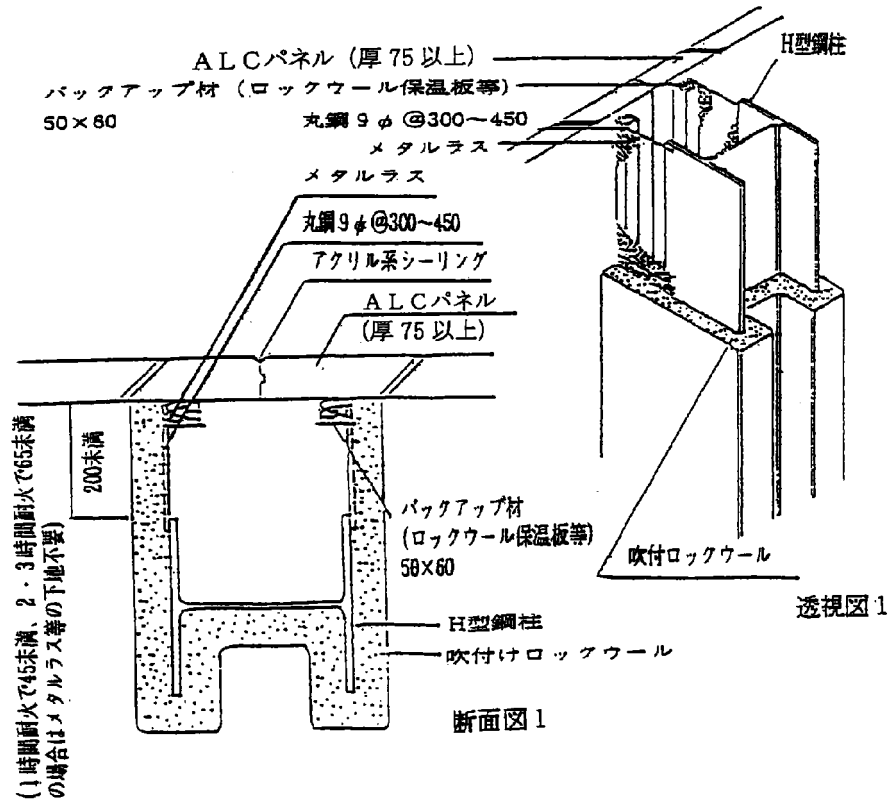 ALCパネル (厚75以上)
H型鋼柱
バックアップ材 (ロックウール保温板等)
50×60
丸鋼9φ@300~450
メタルラス
メタルラス
丸鋼9φ@300~450
アクリル系シーリング
ALCパネル
(厚75以上)
200未満
(1時間耐火で45未満、2・3時間耐火で65未満
の場合はメタルラス等の下地不要)
バックアップ材
(ロックウール保温板等)
50×60
H型鋼柱
吹付けロックウール
断面図1
吹付ロックウール
透視図1